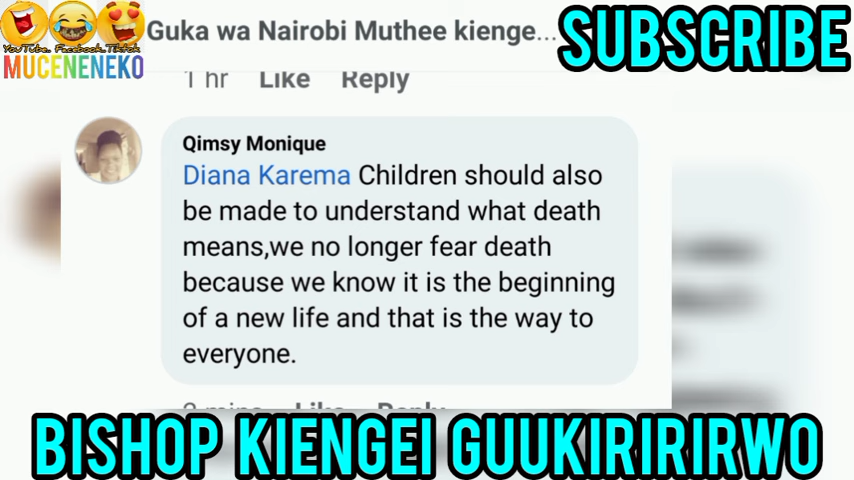 Guka wa Nairobi Muthee kienge...
SUBSCRIBE
YouTube. Facebook. Tiktok
MUCENENEKO
1 hr Like Reply
Qimsy Monique
Diana Karema Children should also
be made to understand what death
means,we no longer fear death
because we know it is the beginning
of a new life and that is the way to
everyone.
Like Reply
BISHOP KIENGEI GUUKIRIRIRWO